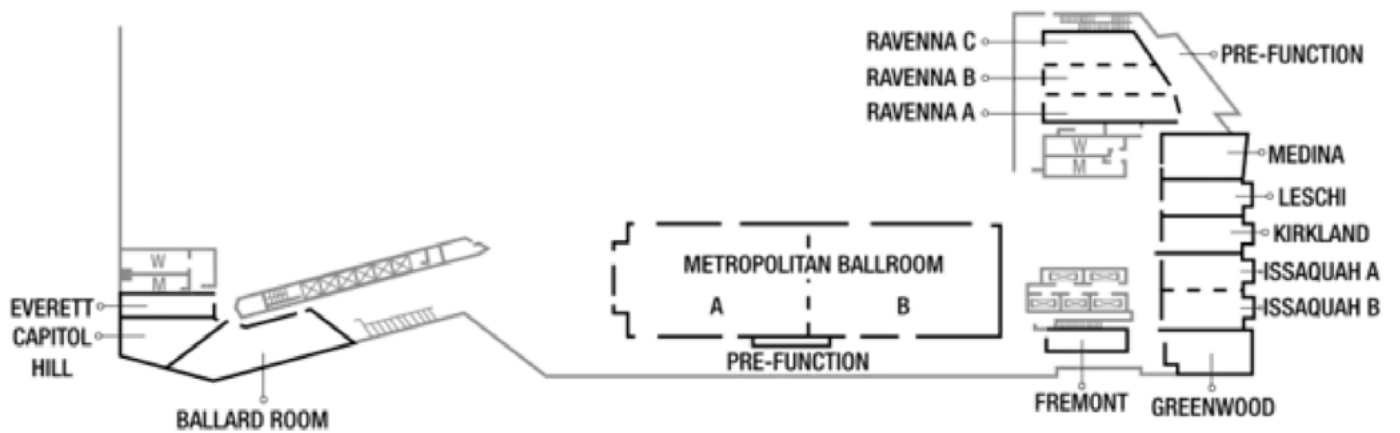 RAVENNA C
RAVENNA B
RAVENNA A
PRE-FUNCTION
W
M
MEDINA
LESCHI
KIRKLAND
ISSAQUAH A
ISSAQUAH B
METROPOLITAN BALLROOM
A
B
PRE-FUNCTION
W
M
EVERETT
CAPITOL
HILL
BALLARD ROOM
FREMONT
GREENWOOD